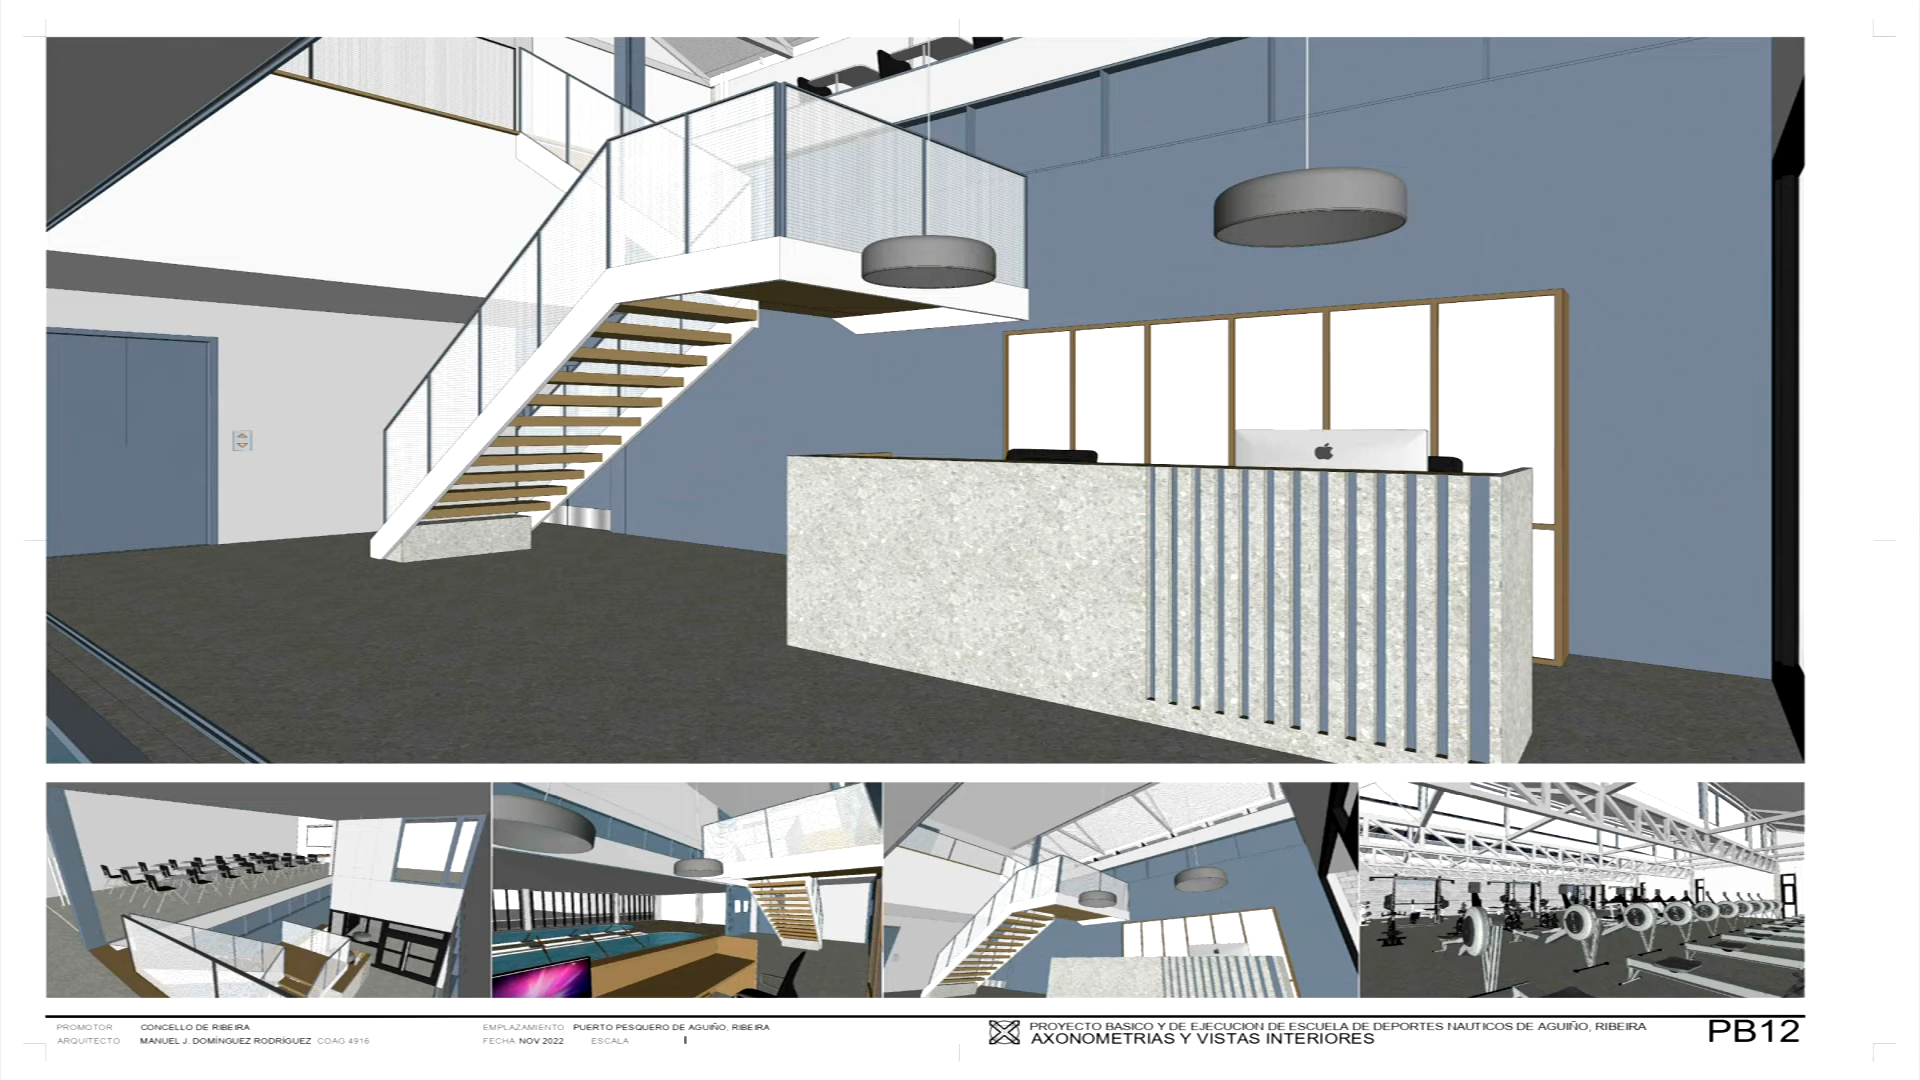 PROMOTOR CONCELLO DE RIBEIRA
ARQUITECTO MANUEL J. DOMÍNGUEZ RODRÍGUEZ COAG 4916
EMPLAZAMIENTO PUERTO PESQUERO DE AGUIÑO, RIBEIRA
FECHA NOV 2022 ESCALA
PROYECTO BASICO Y DE EJECUCION DE ESCUELA DE DEPORTES NAUTICOS DE AGUIÑO, RIBEIRA
AXONOMETRIAS Y VISTAS INTERIORES
PB12